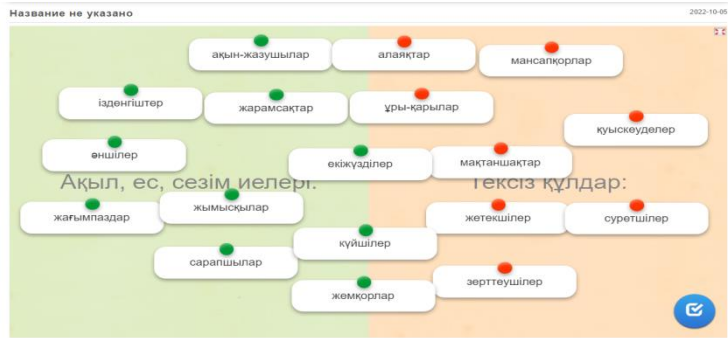 Название не указано
2022-10-05
ақын-жазушылар
алаяқтар
мансапқорлар
ізденгіштер
жарамсақтар
ұры-қарылар
қуыскеуделер
әншілер
екіжүзділер
мақтаншақтар
Ақыл, ес, сезім иелері:
Тексіз құлдар:
жағымпаздар
жымысқылар
жетекшілер
суретшілер
күйшілер
сарапшылар
зерттеушілер
жемқорлар